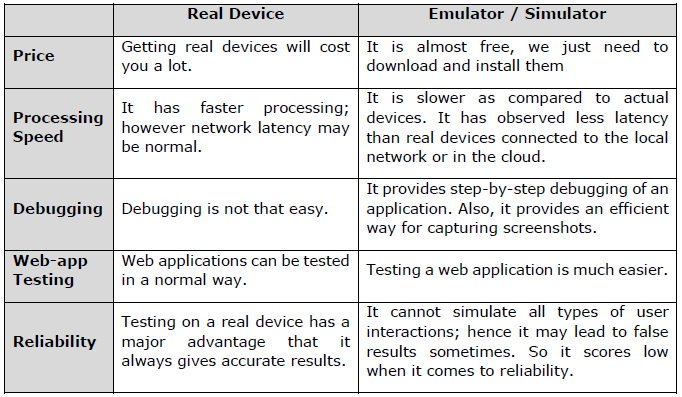 Real Device
Emulator / Simulator
Price
Getting real devices will cost
you a lot.
It is almost free, we just need to
download and install them
Processing
Speed
It has faster processing;
however network latency may
be normal.
It is slower as compared to actual
devices. It has observed less latency
than real devices connected to the local
network or in the cloud.
Debugging
Debugging is not that easy.
It provides step-by-step debugging of an
application. Also, it provides an efficient
way for capturing screenshots.
Web-app
Testing
Web applications can be tested
in a normal way.
Testing a web application is much easier.
Reliability
Testing on a real device has a
major advantage that it
always gives accurate results.
It cannot simulate all types of user
interactions; hence it may lead to false
results sometimes. So it scores low
when it comes to reliability.